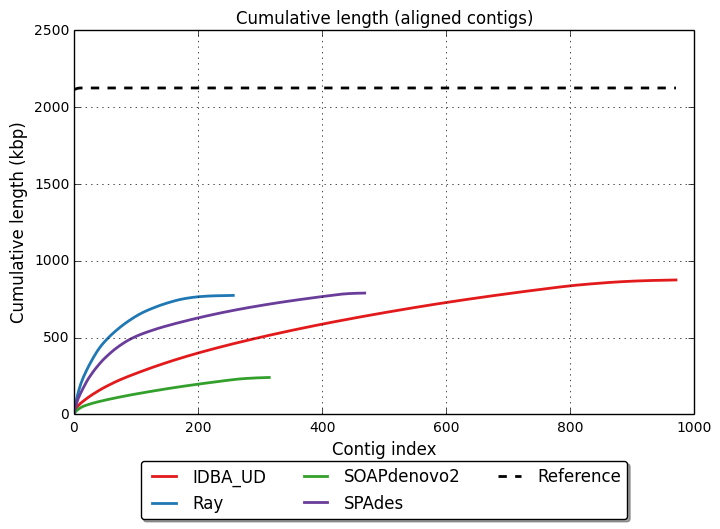 Cumulative length (aligned contigs)
2500
2000
1500
1000
500
0
Cumulative length (kbp)
0 200 400 600 800 1000
Contig index
IDBA_UD SOAPdenovo2 Reference
Ray SPAdes